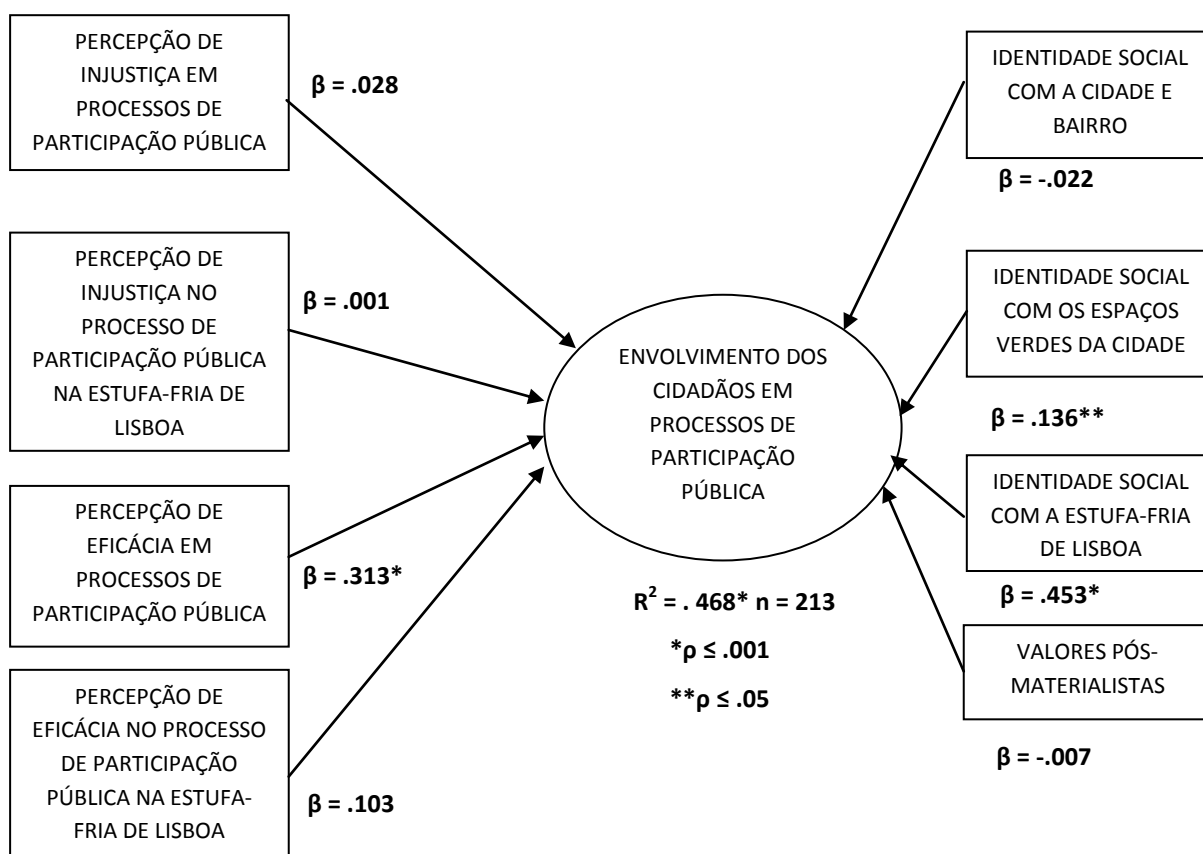 PERCEPÇÃO DE
INJUSTIÇA EM
PROCESSOS DE
PARTICIPAÇÃO PÚBLICA
β = .028
PERCEPÇÃO DE
INJUSTIÇA NO
PROCESSO DE
PARTICIPAÇÃO PÚBLICA
NA ESTUFA-FRIA DE
LISBOA
β = .001
PERCEPÇÃO DE
EFICÁCIA EM
PROCESSOS DE
PARTICIPAÇÃO PÚBLICA
β = .313*
PERCEPÇÃO DE
EFICÁCIA NO PROCESSO
DE PARTICIPAÇÃO
PÚBLICA NA ESTUFA-
FRIA DE LISBOA
β = .103
ENVOLVIMENTO DOS
CIDADÃOS EM
PROCESSOS DE
PARTICIPAÇÃO
PÚBLICA
R² = . 468* n = 213
*ρ ≤ .001
**ρ ≤ .05
IDENTIDADE SOCIAL
COM A CIDADE E
BAIRRO
β = -.022
IDENTIDADE SOCIAL
COM OS ESPAÇOS
VERDES DA CIDADE
β = .136**
IDENTIDADE SOCIAL
COM A ESTUFA-FRIA
DE LISBOA
β = .453*
VALORES PÓS-
MATERIALISTAS
β = -.007